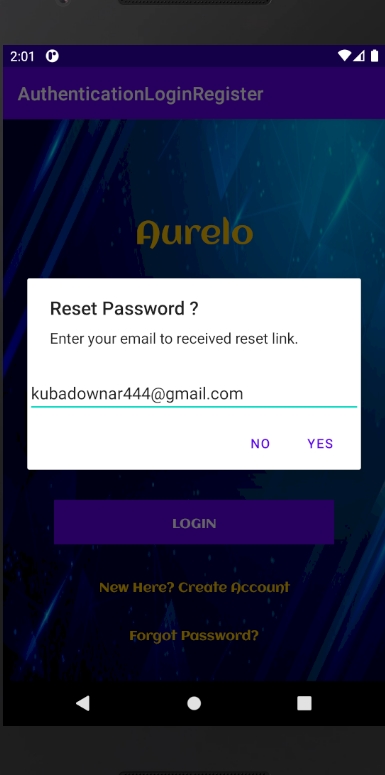 2:01
AuthenticationLoginRegister
Aurelo
Reset Password ?
Enter your email to received reset link.
kubadownar444@gmail.com
NO YES
LOGIN
New Here? Create Account
Forgot Password?